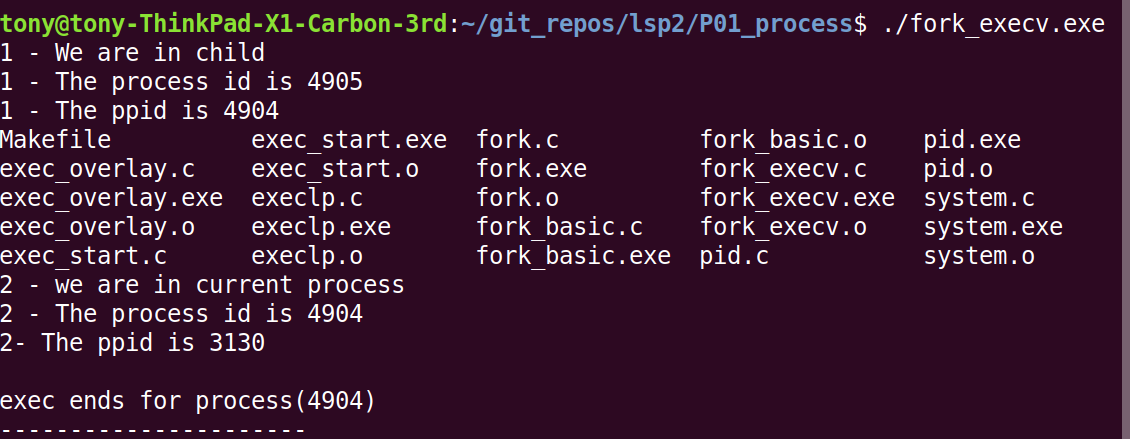 tony@tony-ThinkPad-X1-Carbon-3rd:~/git_repos/lsp2/P01_process$ ./fork_execv.exe
1 - We are in child
1 - The process id is 4905
1 - The ppid is 4904
Makefile          exec_start.exe  fork.c          fork_basic.o    pid.exe
exec_overlay.c    exec_start.o    fork.exe        fork_execv.c    pid.o
exec_overlay.exe  execlp.c        fork.o          fork_execv.exe  system.c
exec_overlay.o    execlp.exe      fork_basic.c    fork_execv.o    system.exe
exec_start.c      execlp.o        fork_basic.exe  pid.c           system.o
2 - we are in current process
2 - The process id is 4904
2- The ppid is 3130

exec ends for process(4904)
----------------------